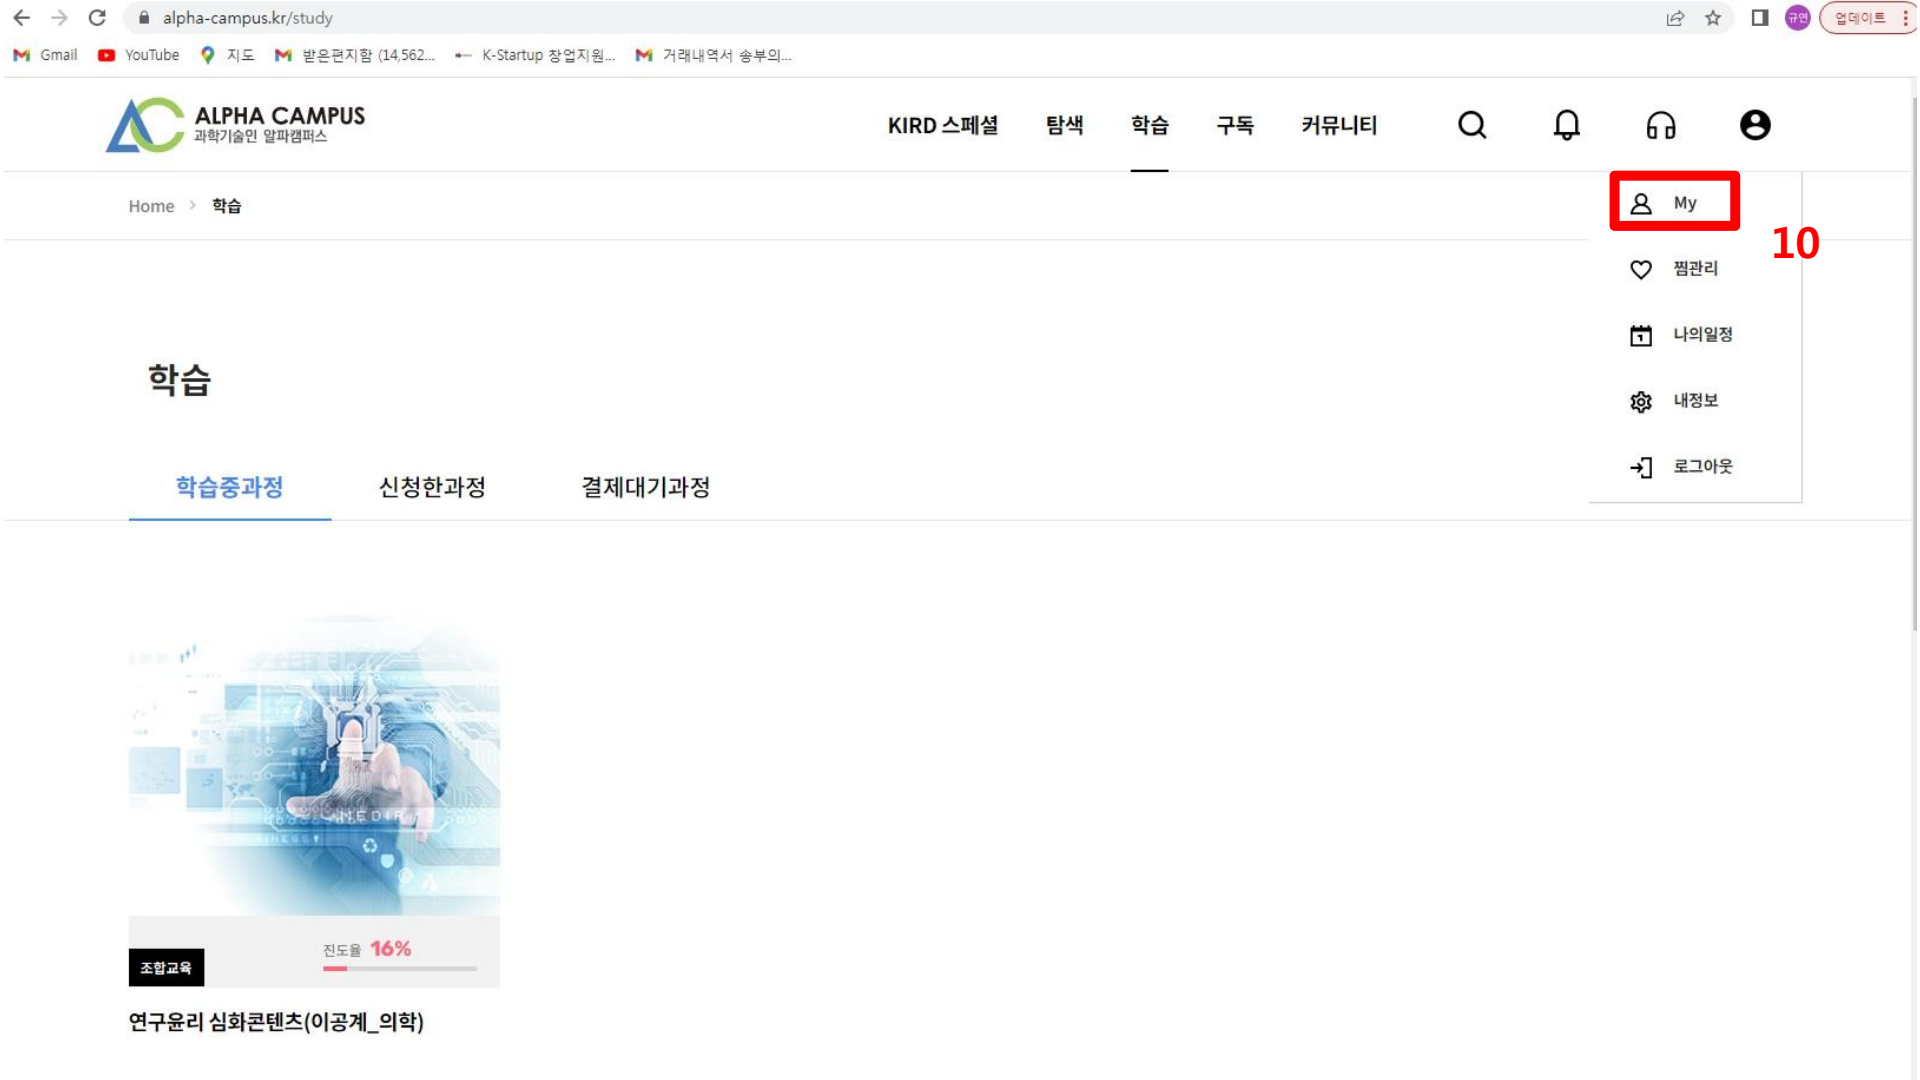 alpha-campus.kr/study
규연
업데이트
Gmail
YouTube
지도
받은편지함 (14,562...
K-Startup 창업지원...
거래내역서 송부의...
ALPHA CAMPUS
과학기술인 알파캠퍼스
KIRD 스페셜
탐색
학습
구독
커뮤니티
Home > 학습
My
10
찜관리
나의일정
내정보
로그아웃
학습
학습중과정
신청한과정
결제대기과정
조합교육
진도율 16%
연구윤리 심화콘텐츠(이공계_의학)